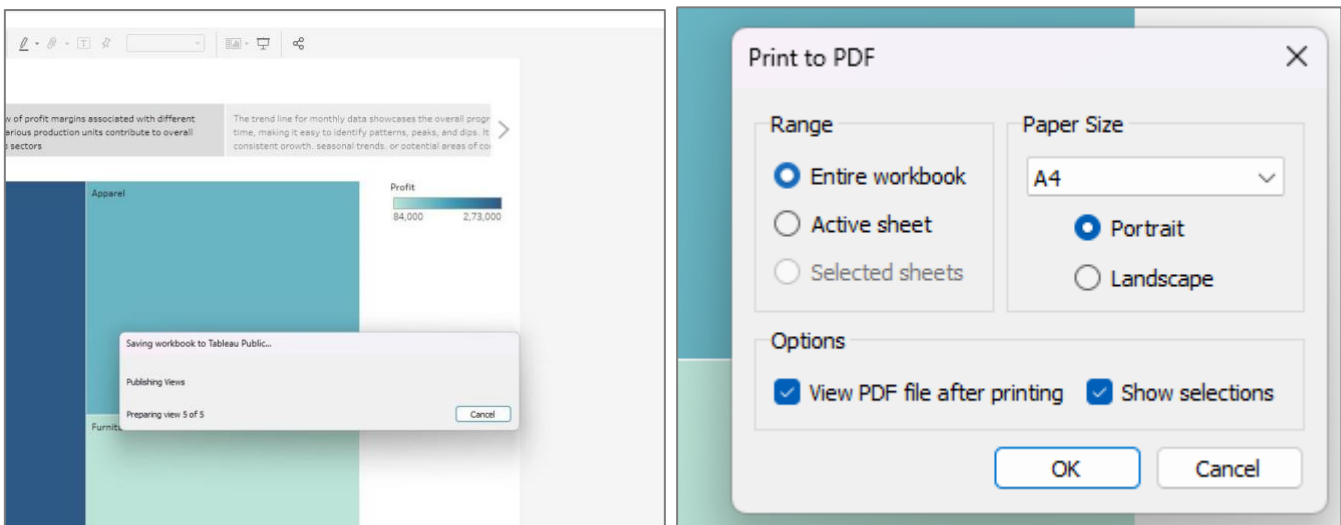 w of profit margins associated with different
arious production units contribute to overall
sectors
The trend line for monthly data showcases the overall progr
time, making it easy to identify patterns, peaks, and dips. It
consistent growth, seasonal trends, or potential areas of co
Apparel
Profit
84,000 2,73,000
Saving workbook to Tableau Public...
Publishing Views
Preparing view 5 of 5
Cancel
Furnit
Print to PDF
Range
Entire workbook
Active sheet
Selected sheets
Paper Size
A4
Portrait
Landscape
Options
View PDF file after printing
Show selections
OK
Cancel